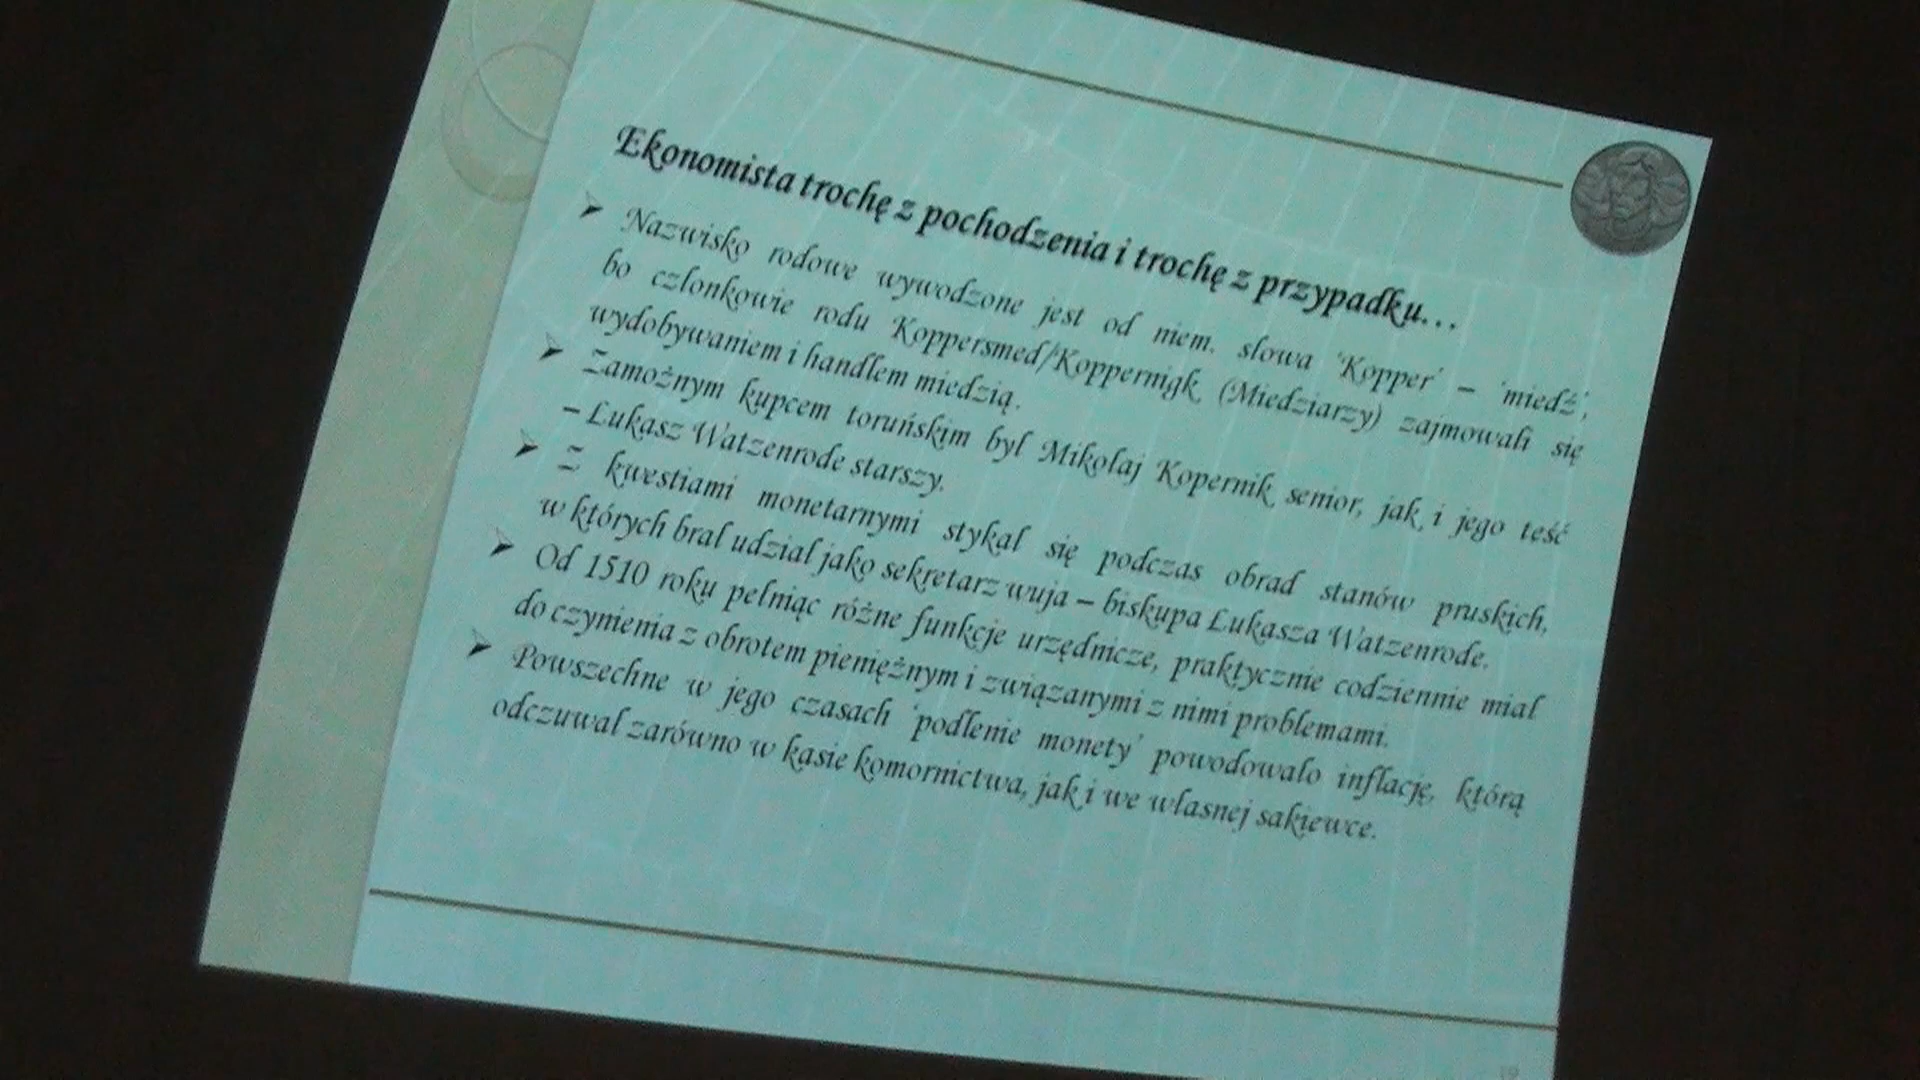 Ekonomista trochę z pochodzenia i trochę z przypadku…
➢ Nazwisko rodowe wywodzone jest od niem. słowa 'Kopper' – 'miedź',
bo członkowie rodu Koppersmed/Koppernigk (Miedziarzy) zajmowali się
wydobywaniem i handlem miedzią.
➢ Zamożnym kupcem toruńskim był Mikołaj Kopernik senior, jak i jego teść
– Łukasz Watzenrode starszy.
➢ Z kwestiami monetarnymi stykał się podczas obrad stanów pruskich,
w których brał udział jako sekretarz wuja – biskupa Łukasza Watzenrode.
➢ Od 1510 roku pełniąc różne funkcje urzędnicze, praktycznie codziennie miał
do czynienia z obrotem pieniężnym i związanymi z nimi problemami.
➢ Powszechne w jego czasach 'podlenie monety' powodowało inflację, którą
odczuwał zarówno w kasie komornictwa, jak i we własnej sakiewce.
19